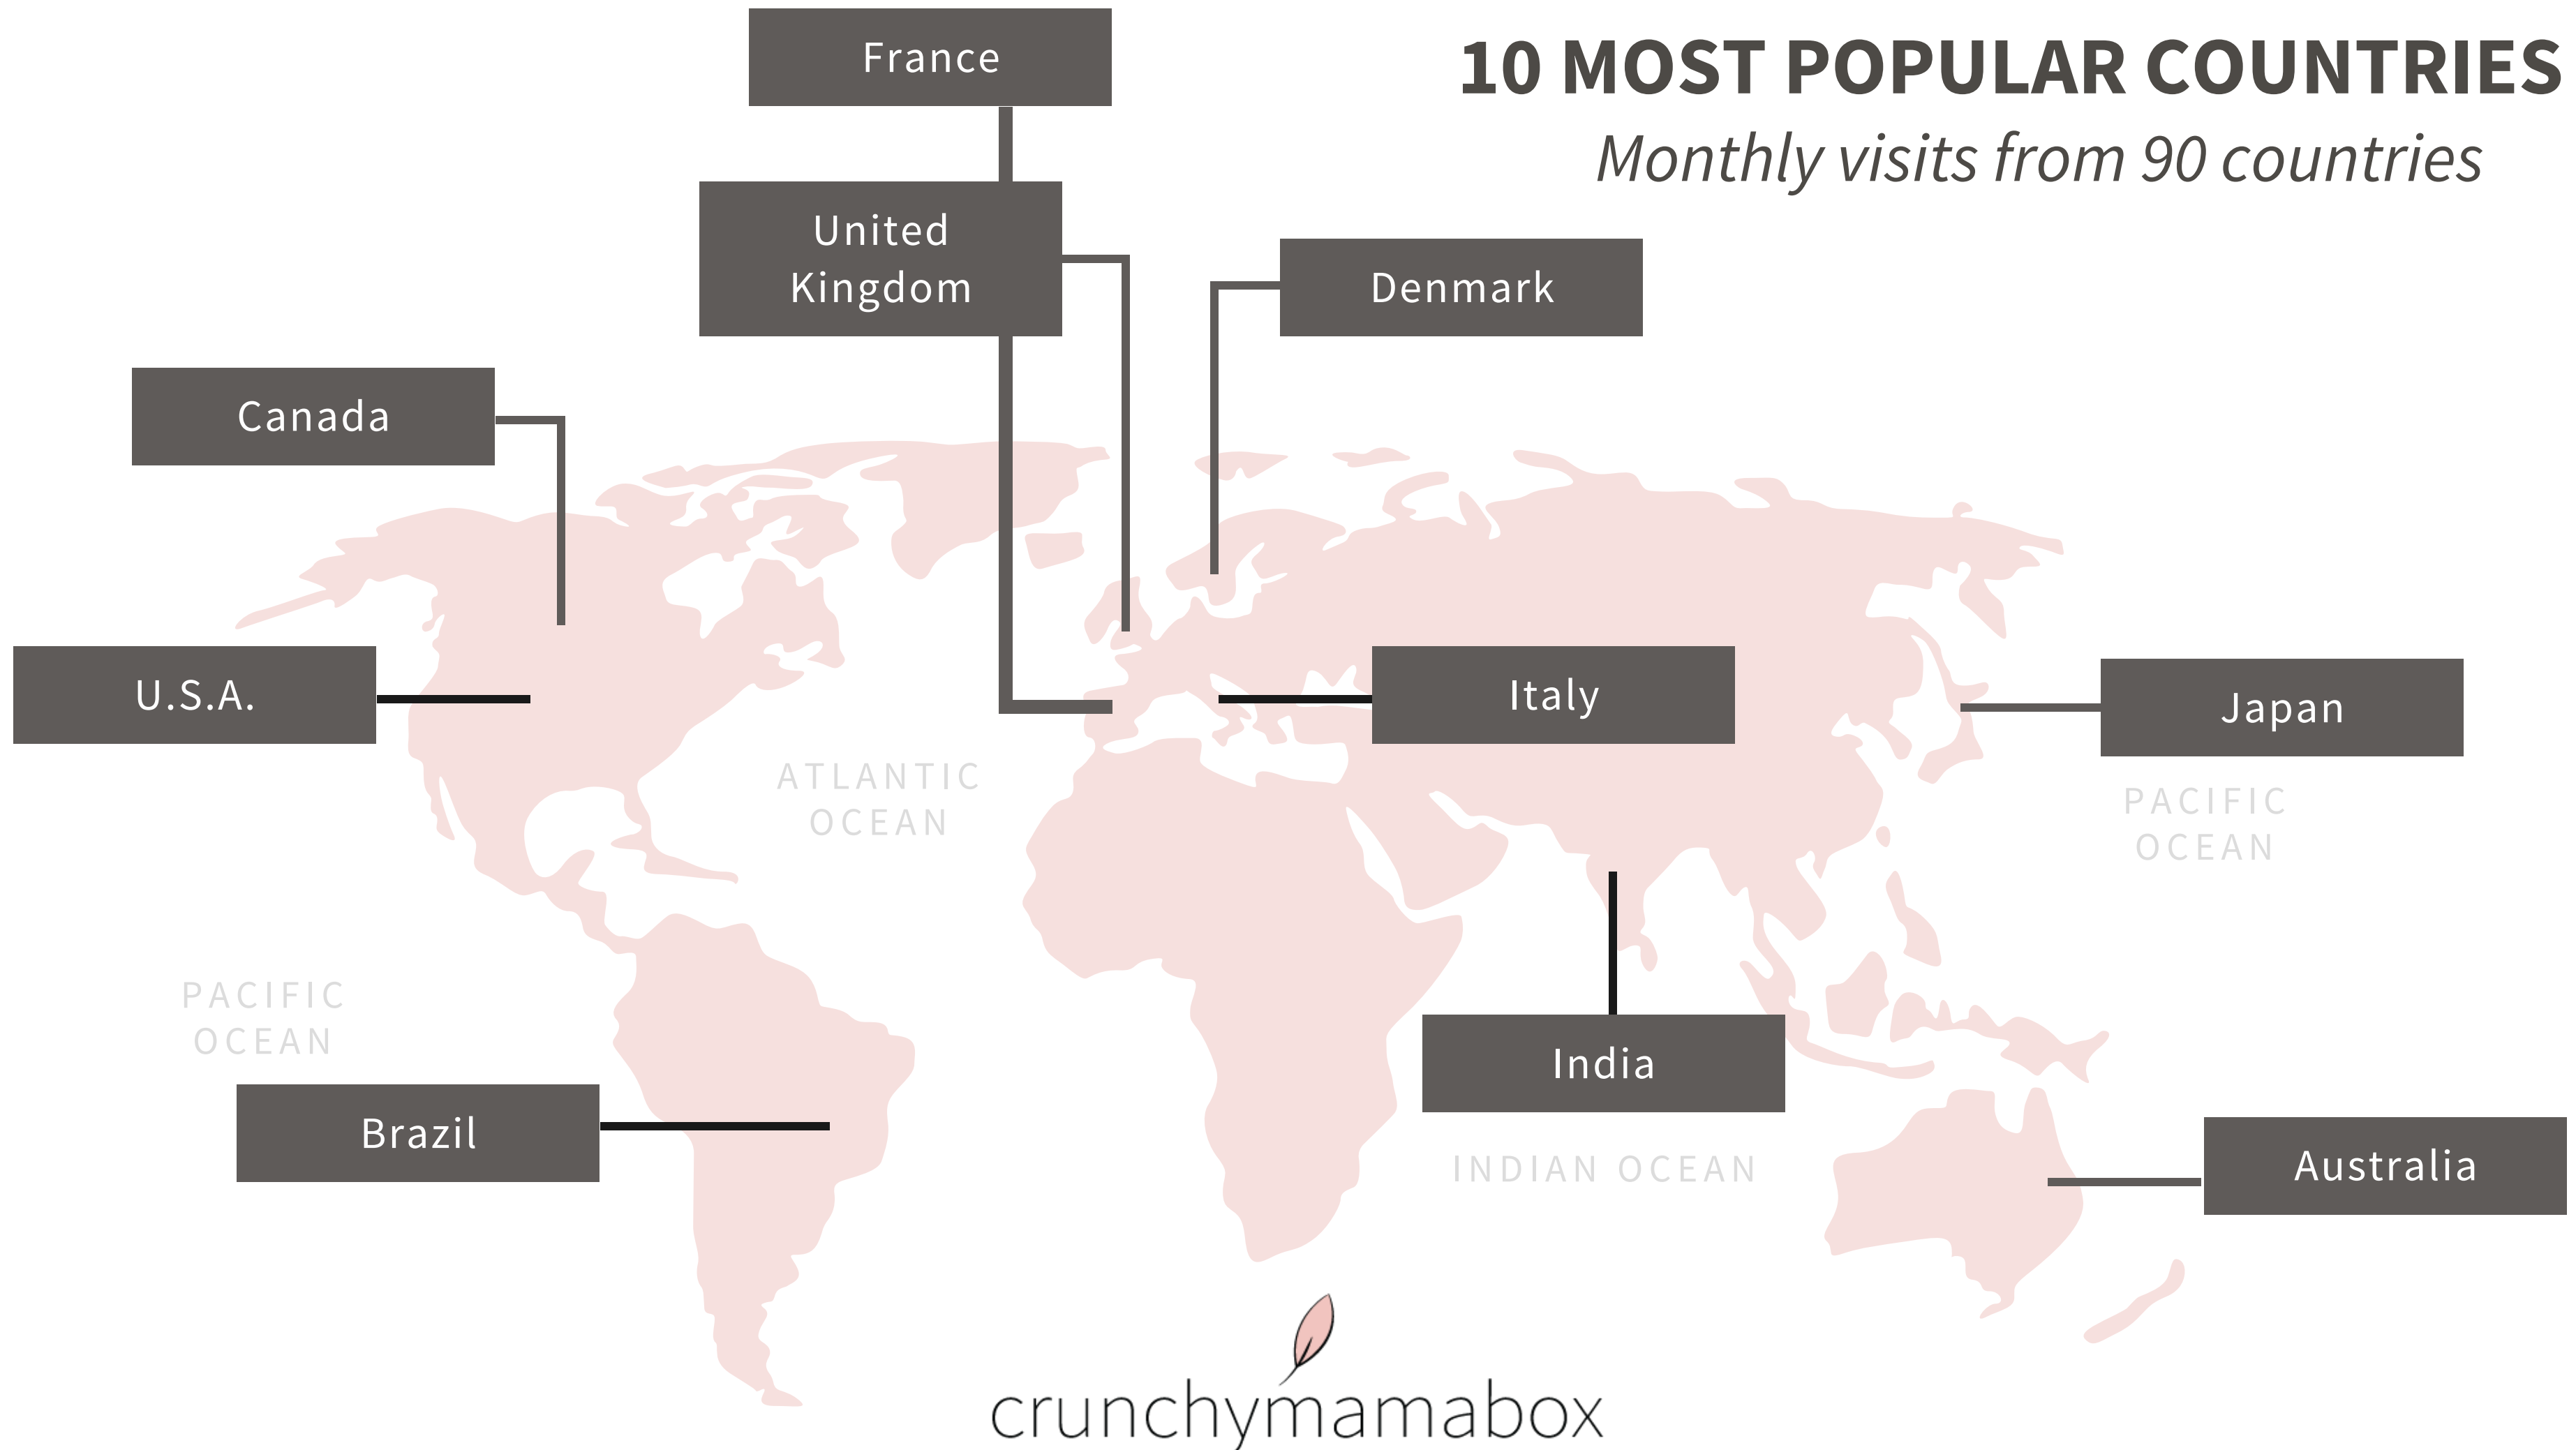 France
10 MOST POPULAR COUNTRIES
Monthly visits from 90 countries
United
Kingdom
Denmark
Canada
U.S.A.
Italy
Japan
ATLANTIC
OCEAN
PACIFIC
OCEAN
PACIFIC
OCEAN
India
Brazil
INDIAN OCEAN
Australia
crunchymamabox